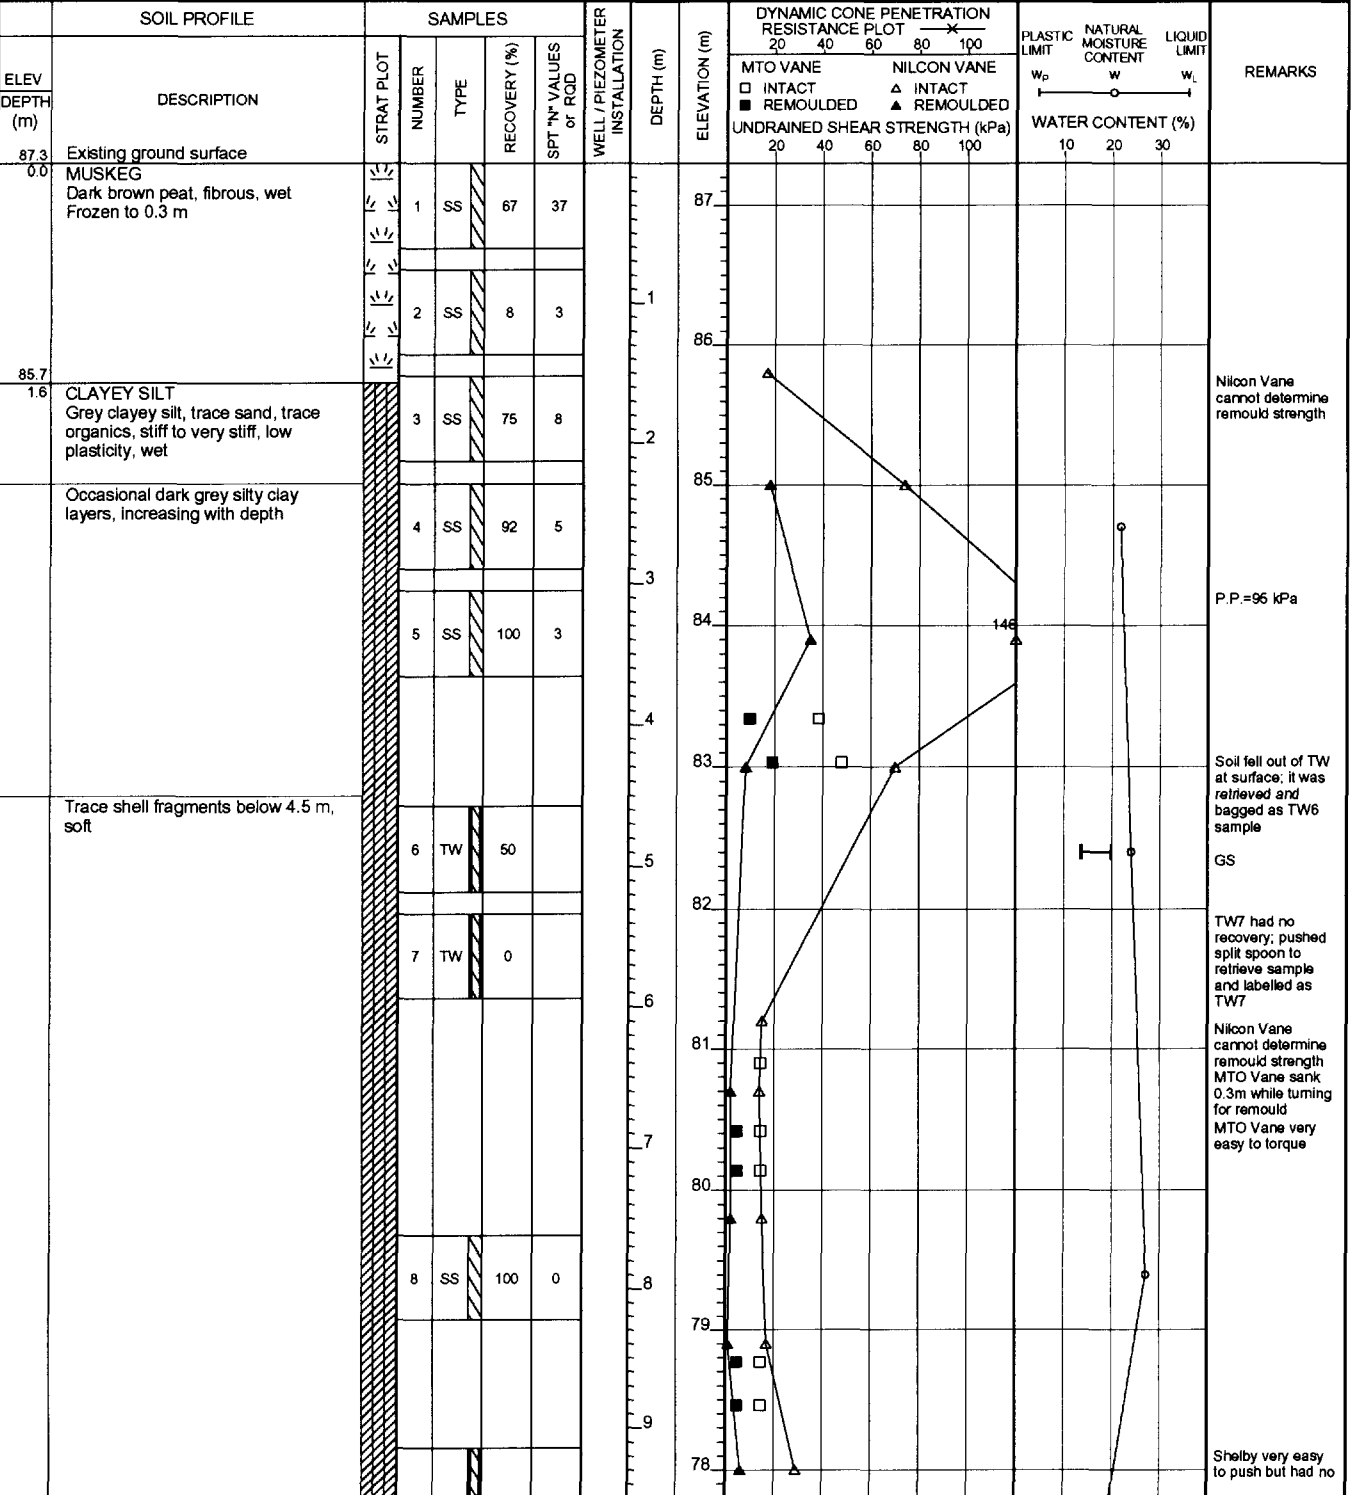 SOIL PROFILE
SAMPLES
ELEV
DEPTH
(m)
DESCRIPTION
STRAT PLOT
NUMBER
TYPE
RECOVERY (%)
SPT "N" VALUES
or RQD
WELL / PIEZOMETER
INSTALLATION
DEPTH (m)
ELEVATION (m)
DYNAMIC CONE PENETRATION
RESISTANCE PLOT
20 40 60 80 100
MTO VANE NILCON VANE
INTACT INTACT
REMOULDED REMOULDED
UNDRAINED SHEAR STRENGTH (kPa)
20 40 60 80 100
PLASTIC
LIMIT
NATURAL
MOISTURE
CONTENT
LIQUID
LIMIT
WP W WL
WATER CONTENT (%)
10 20 30
REMARKS
87.3 Existing ground surface
0.0 MUSKEG
Dark brown peat, fibrous, wet
Frozen to 0.3 m
1 SS 67 37
2 SS 8 3
85.7
1.6 CLAYEY SILT
Grey clayey silt, trace sand, trace
organics, stiff to very stiff, low
plasticity, wet
3 SS 75 8
Occasional dark grey silty clay
layers, increasing with depth
4 SS 92 5
5 SS 100 3
Trace shell fragments below 4.5 m,
soft
6 TW 50
7 TW 0
8 SS 100 0
1
2
3
4
5
6
7
8
9
87
86
85
84
83
82
81
80
79
78
146
Nilcon Vane
cannot determine
remould strength
P.P.=95 kPa
Soil fell out of TW
at surface; it was
retrieved and
bagged as TW6
sample
GS
TW7 had no
recovery; pushed
split spoon to
retrieve sample
and labelled as
TW7
Nilcon Vane
cannot determine
remould strength
MTO Vane sank
0.3m while turning
for remould
MTO Vane very
easy to torque
Shelby very easy
to push but had no